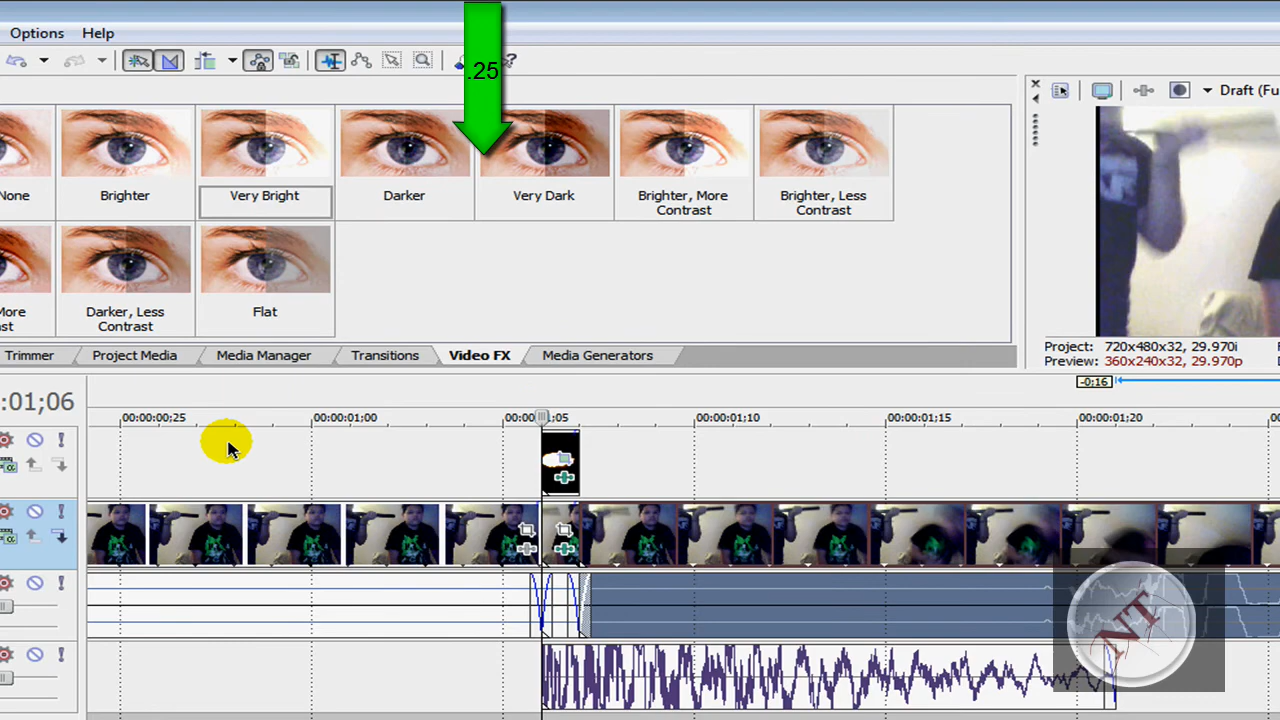 Options Help
.25
None Brighter Very Bright Darker Very Dark Brighter, More Contrast Brighter, Less Contrast
More Darker, Less Contrast Flat
Trimmer Project Media Media Manager Transitions Video FX Media Generators
Draft (Fu
Project: 720x480x32, 29.970i
Preview: 360x240x32, 29.970p
-0;16
:01;06
00:00:00;25 00:00:01;00 00:00:01;05 00:00:01;10 00:00:01;15 00:00:01;20
NT